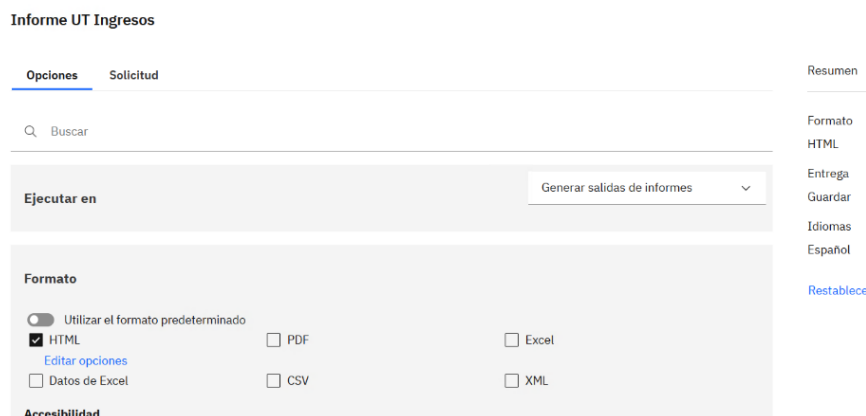 Informe UT Ingresos
Opciones Solicitud
Buscar
Ejecutar en
Generar salidas de informes
Formato
Utilizar el formato predeterminado
HTML PDF Excel
Editar opciones
Datos de Excel CSV XML
Accesibilidad
Resumen
Formato
HTML
Entrega
Guardar
Idiomas
Español
Restablece